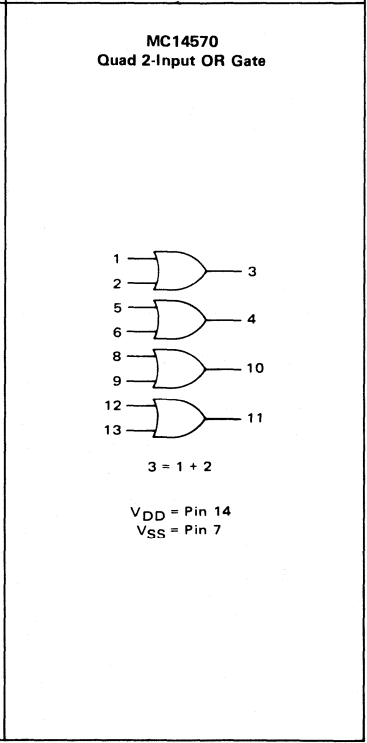 MC14570
Quad 2-Input OR Gate
1
2
3
5
6
4
8
9
10
12
13
11
3 = 1 + 2
VDD = Pin 14
VSS = Pin 7